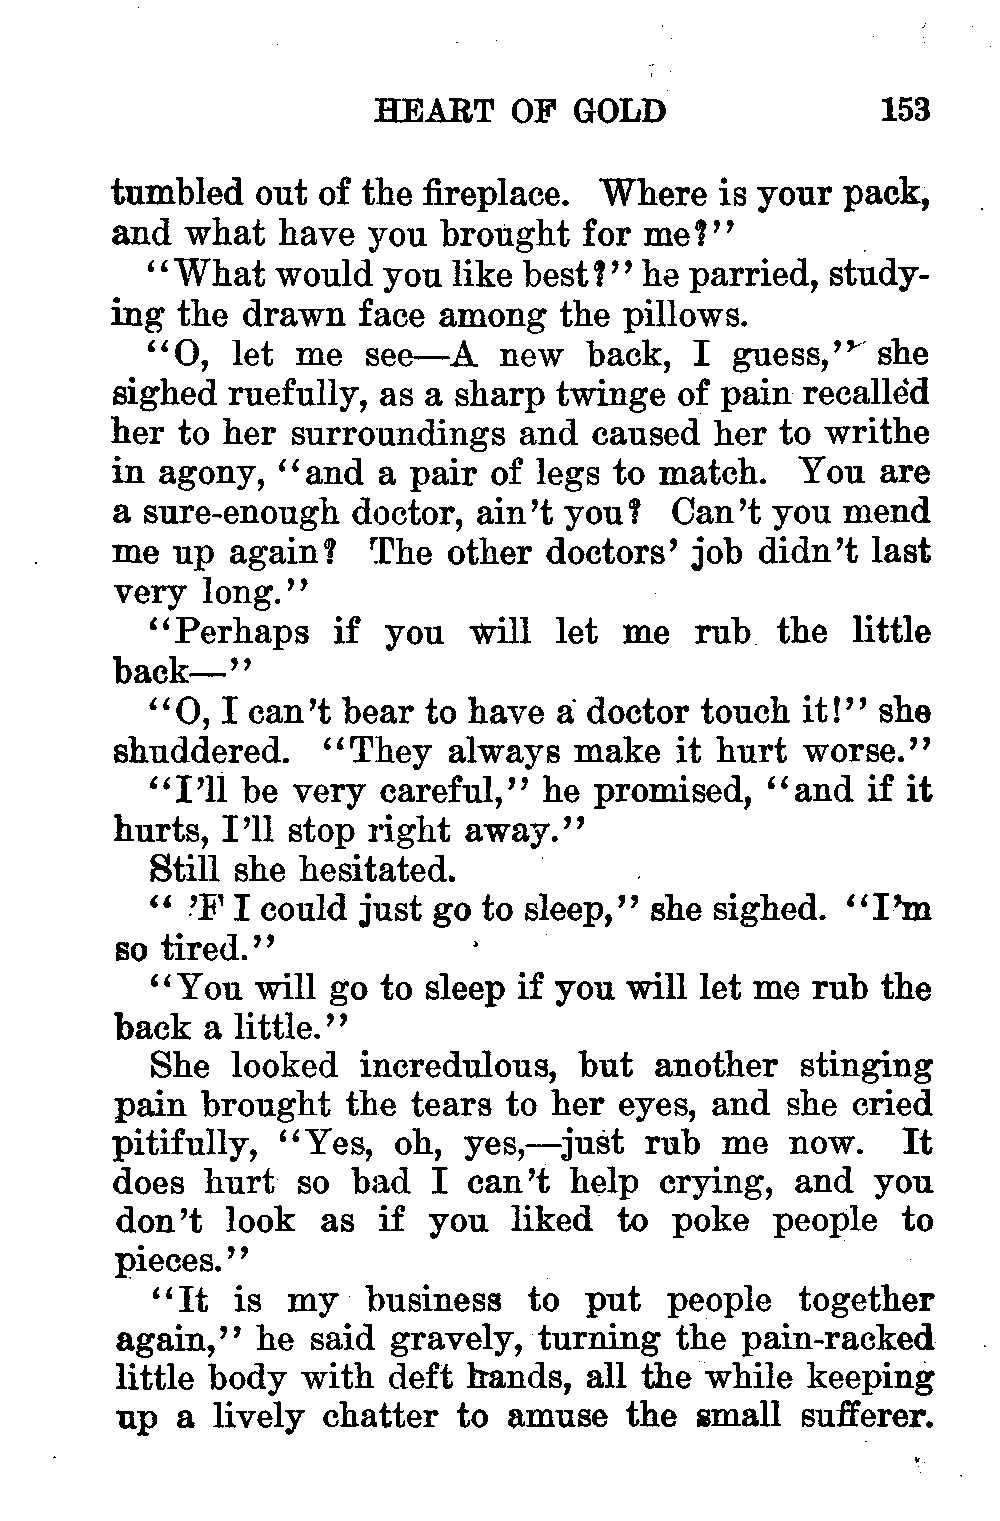 HEART OF GOLD 153
tumbled out of the fireplace. Where is your pack,
and what have you brought for me?''
''What would you like best?'' he parried, study-
ing the drawn face among the pillows.
''O, let me see—A new back, I guess,'' she
sighed ruefully, as a sharp twinge of pain recalled
her to her surroundings and caused her to writhe
in agony, ''and a pair of legs to match. You are
a sure-enough doctor, ain't you? Can't you mend
me up again? The other doctors' job didn't last
very long.''
''Perhaps if you will let me rub the little
back—''
''O, I can't bear to have a doctor touch it!'' she
shuddered. ''They always make it hurt worse.''
''I'll be very careful,'' he promised, ''and if it
hurts, I'll stop right away.''
Still she hesitated.
'' 'F I could just go to sleep,'' she sighed. ''I'm
so tired.''
''You will go to sleep if you will let me rub the
back a little.''
She looked incredulous, but another stinging
pain brought the tears to her eyes, and she cried
pitifully, ''Yes, oh, yes,—just rub me now. It
does hurt so bad I can't help crying, and you
don't look as if you liked to poke people to
pieces.''
''It is my business to put people together
again,'' he said gravely, turning the pain-racked
little body with deft hands, all the while keeping
up a lively chatter to amuse the small sufferer.